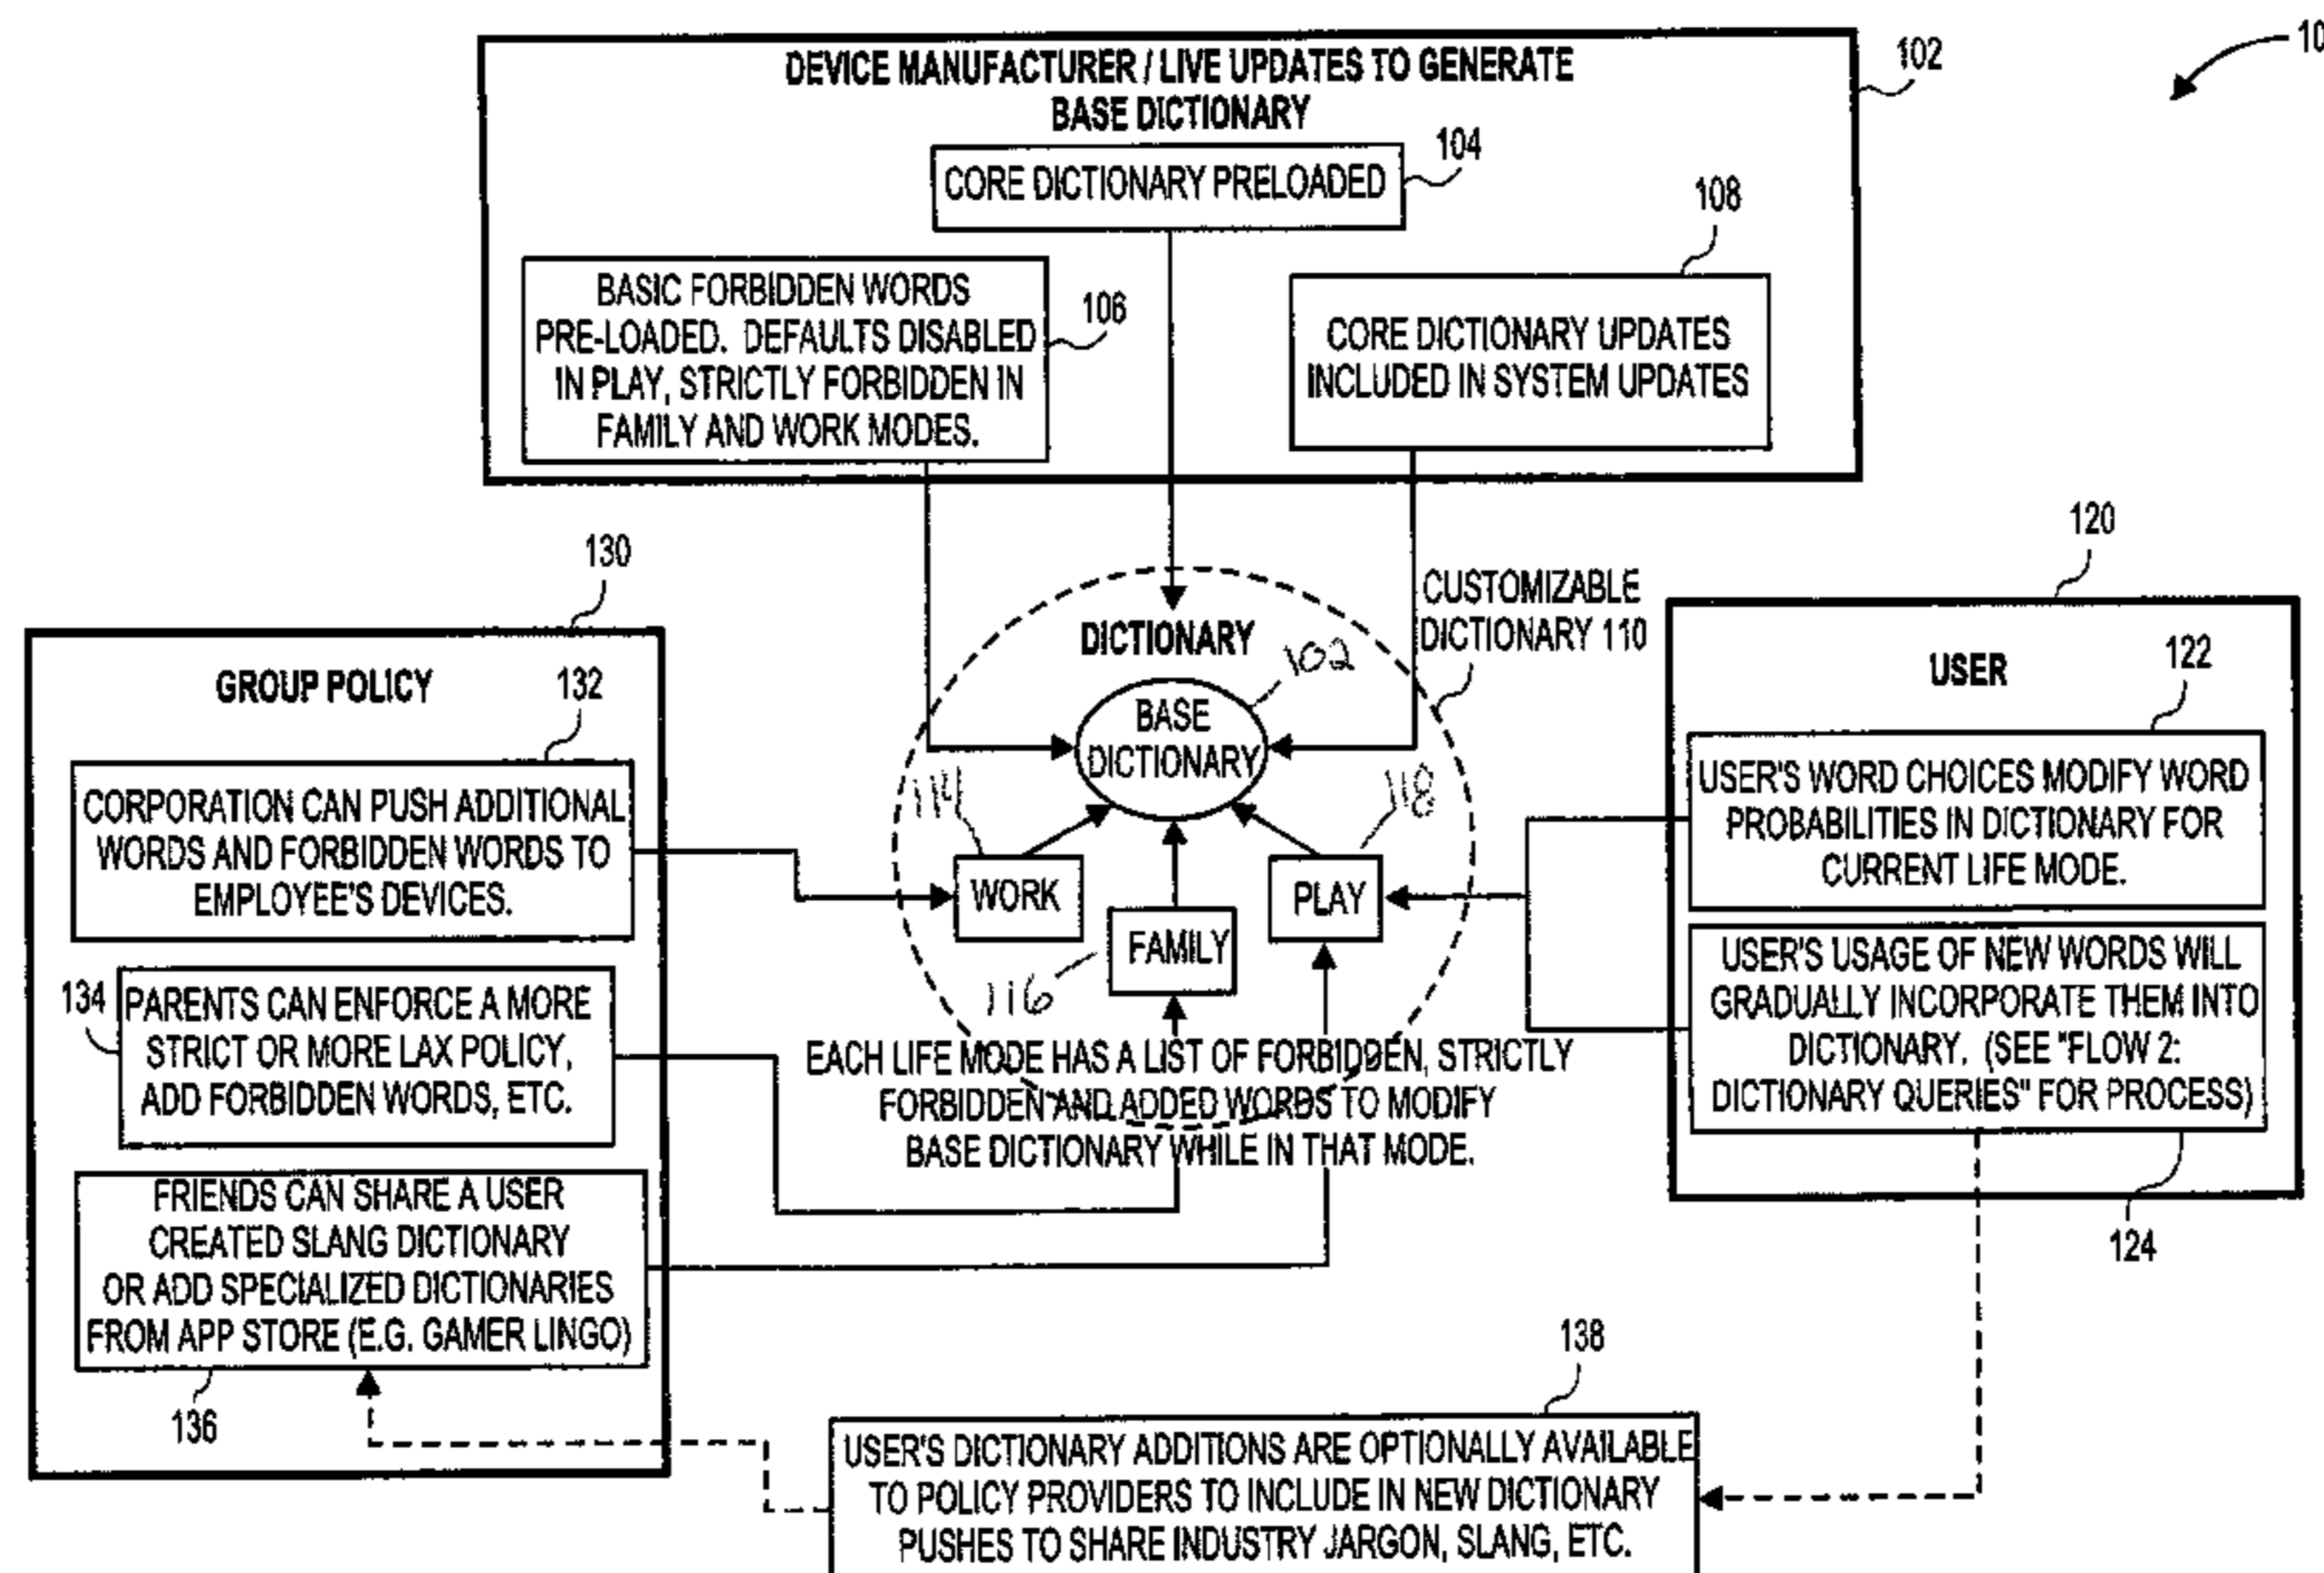 10
DEVICE MANUFACTURER / LIVE UPDATES TO GENERATE
BASE DICTIONARY
102
CORE DICTIONARY PRELOADED
104
BASIC FORBIDDEN WORDS
PRE-LOADED. DEFAULTS DISABLED
IN PLAY, STRICTLY FORBIDDEN IN
FAMILY AND WORK MODES.
106
108
CORE DICTIONARY UPDATES
INCLUDED IN SYSTEM UPDATES
130
GROUP POLICY
132
CORPORATION CAN PUSH ADDITIONAL
WORDS AND FORBIDDEN WORDS TO
EMPLOYEE'S DEVICES.
134
PARENTS CAN ENFORCE A MORE
STRICT OR MORE LAX POLICY,
ADD FORBIDDEN WORDS, ETC.
FRIENDS CAN SHARE A USER
CREATED SLANG DICTIONARY
OR ADD SPECIALIZED DICTIONARIES
FROM APP STORE (E.G. GAMER LINGO)
136
CUSTOMIZABLE
DICTIONARY 110
DICTIONARY
102
BASE
DICTIONARY
114
118
WORK
FAMILY
PLAY
116
EACH LIFE MODE HAS A LIST OF FORBIDDEN, STRICTLY
FORBIDDEN AND ADDED WORDS TO MODIFY
BASE DICTIONARY WHILE IN THAT MODE.
120
USER
122
USER'S WORD CHOICES MODIFY WORD
PROBABILITIES IN DICTIONARY FOR
CURRENT LIFE MODE.
USER'S USAGE OF NEW WORDS WILL
GRADUALLY INCORPORATE THEM INTO
DICTIONARY. (SEE "FLOW 2:
DICTIONARY QUERIES" FOR PROCESS)
124
138
USER'S DICTIONARY ADDITIONS ARE OPTIONALLY AVAILABLE
TO POLICY PROVIDERS TO INCLUDE IN NEW DICTIONARY
PUSHES TO SHARE INDUSTRY JARGON, SLANG, ETC.